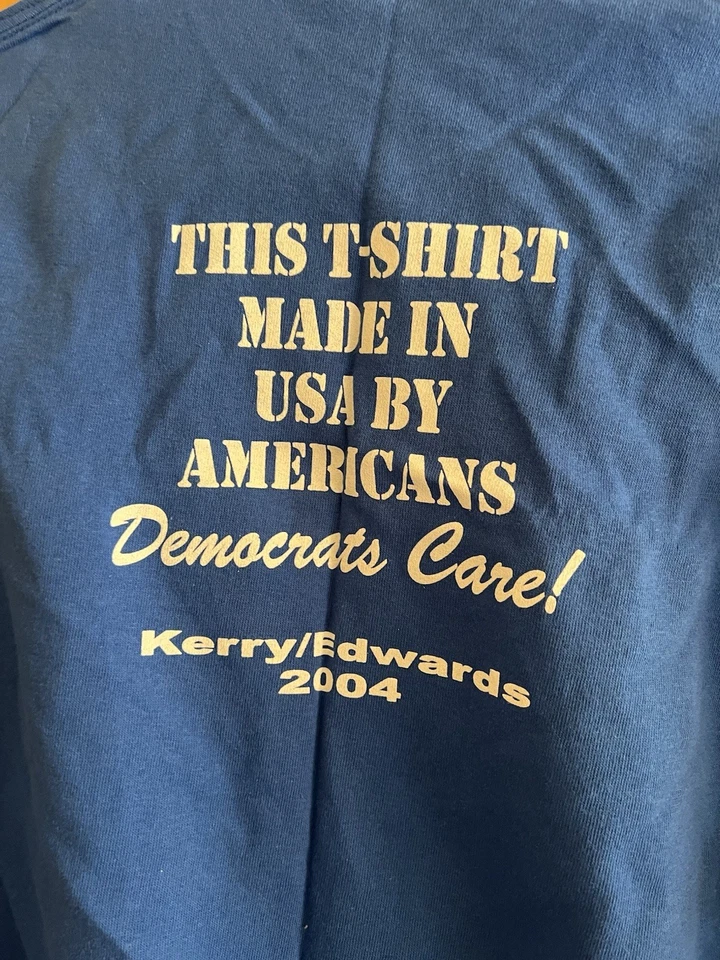 THIS T-SHIRT
MADE IN
USA BY
AMERICANS
Democrats Care!
Kerry/Edwards
2004